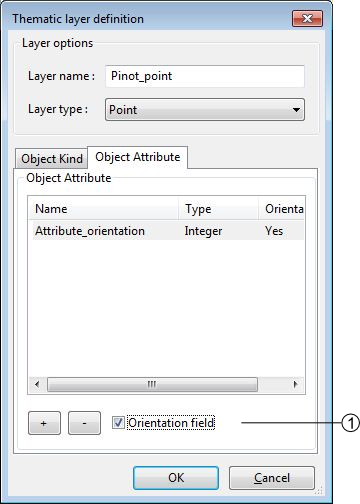 Thematic layer definition
Layer options
Layer name : Pinot_point
Layer type : Point
Object Kind Object Attribute
Object Attribute
Name Type Orienta
Attribute_orientation Integer Yes
+ - Orientation field 1
OK Cancel